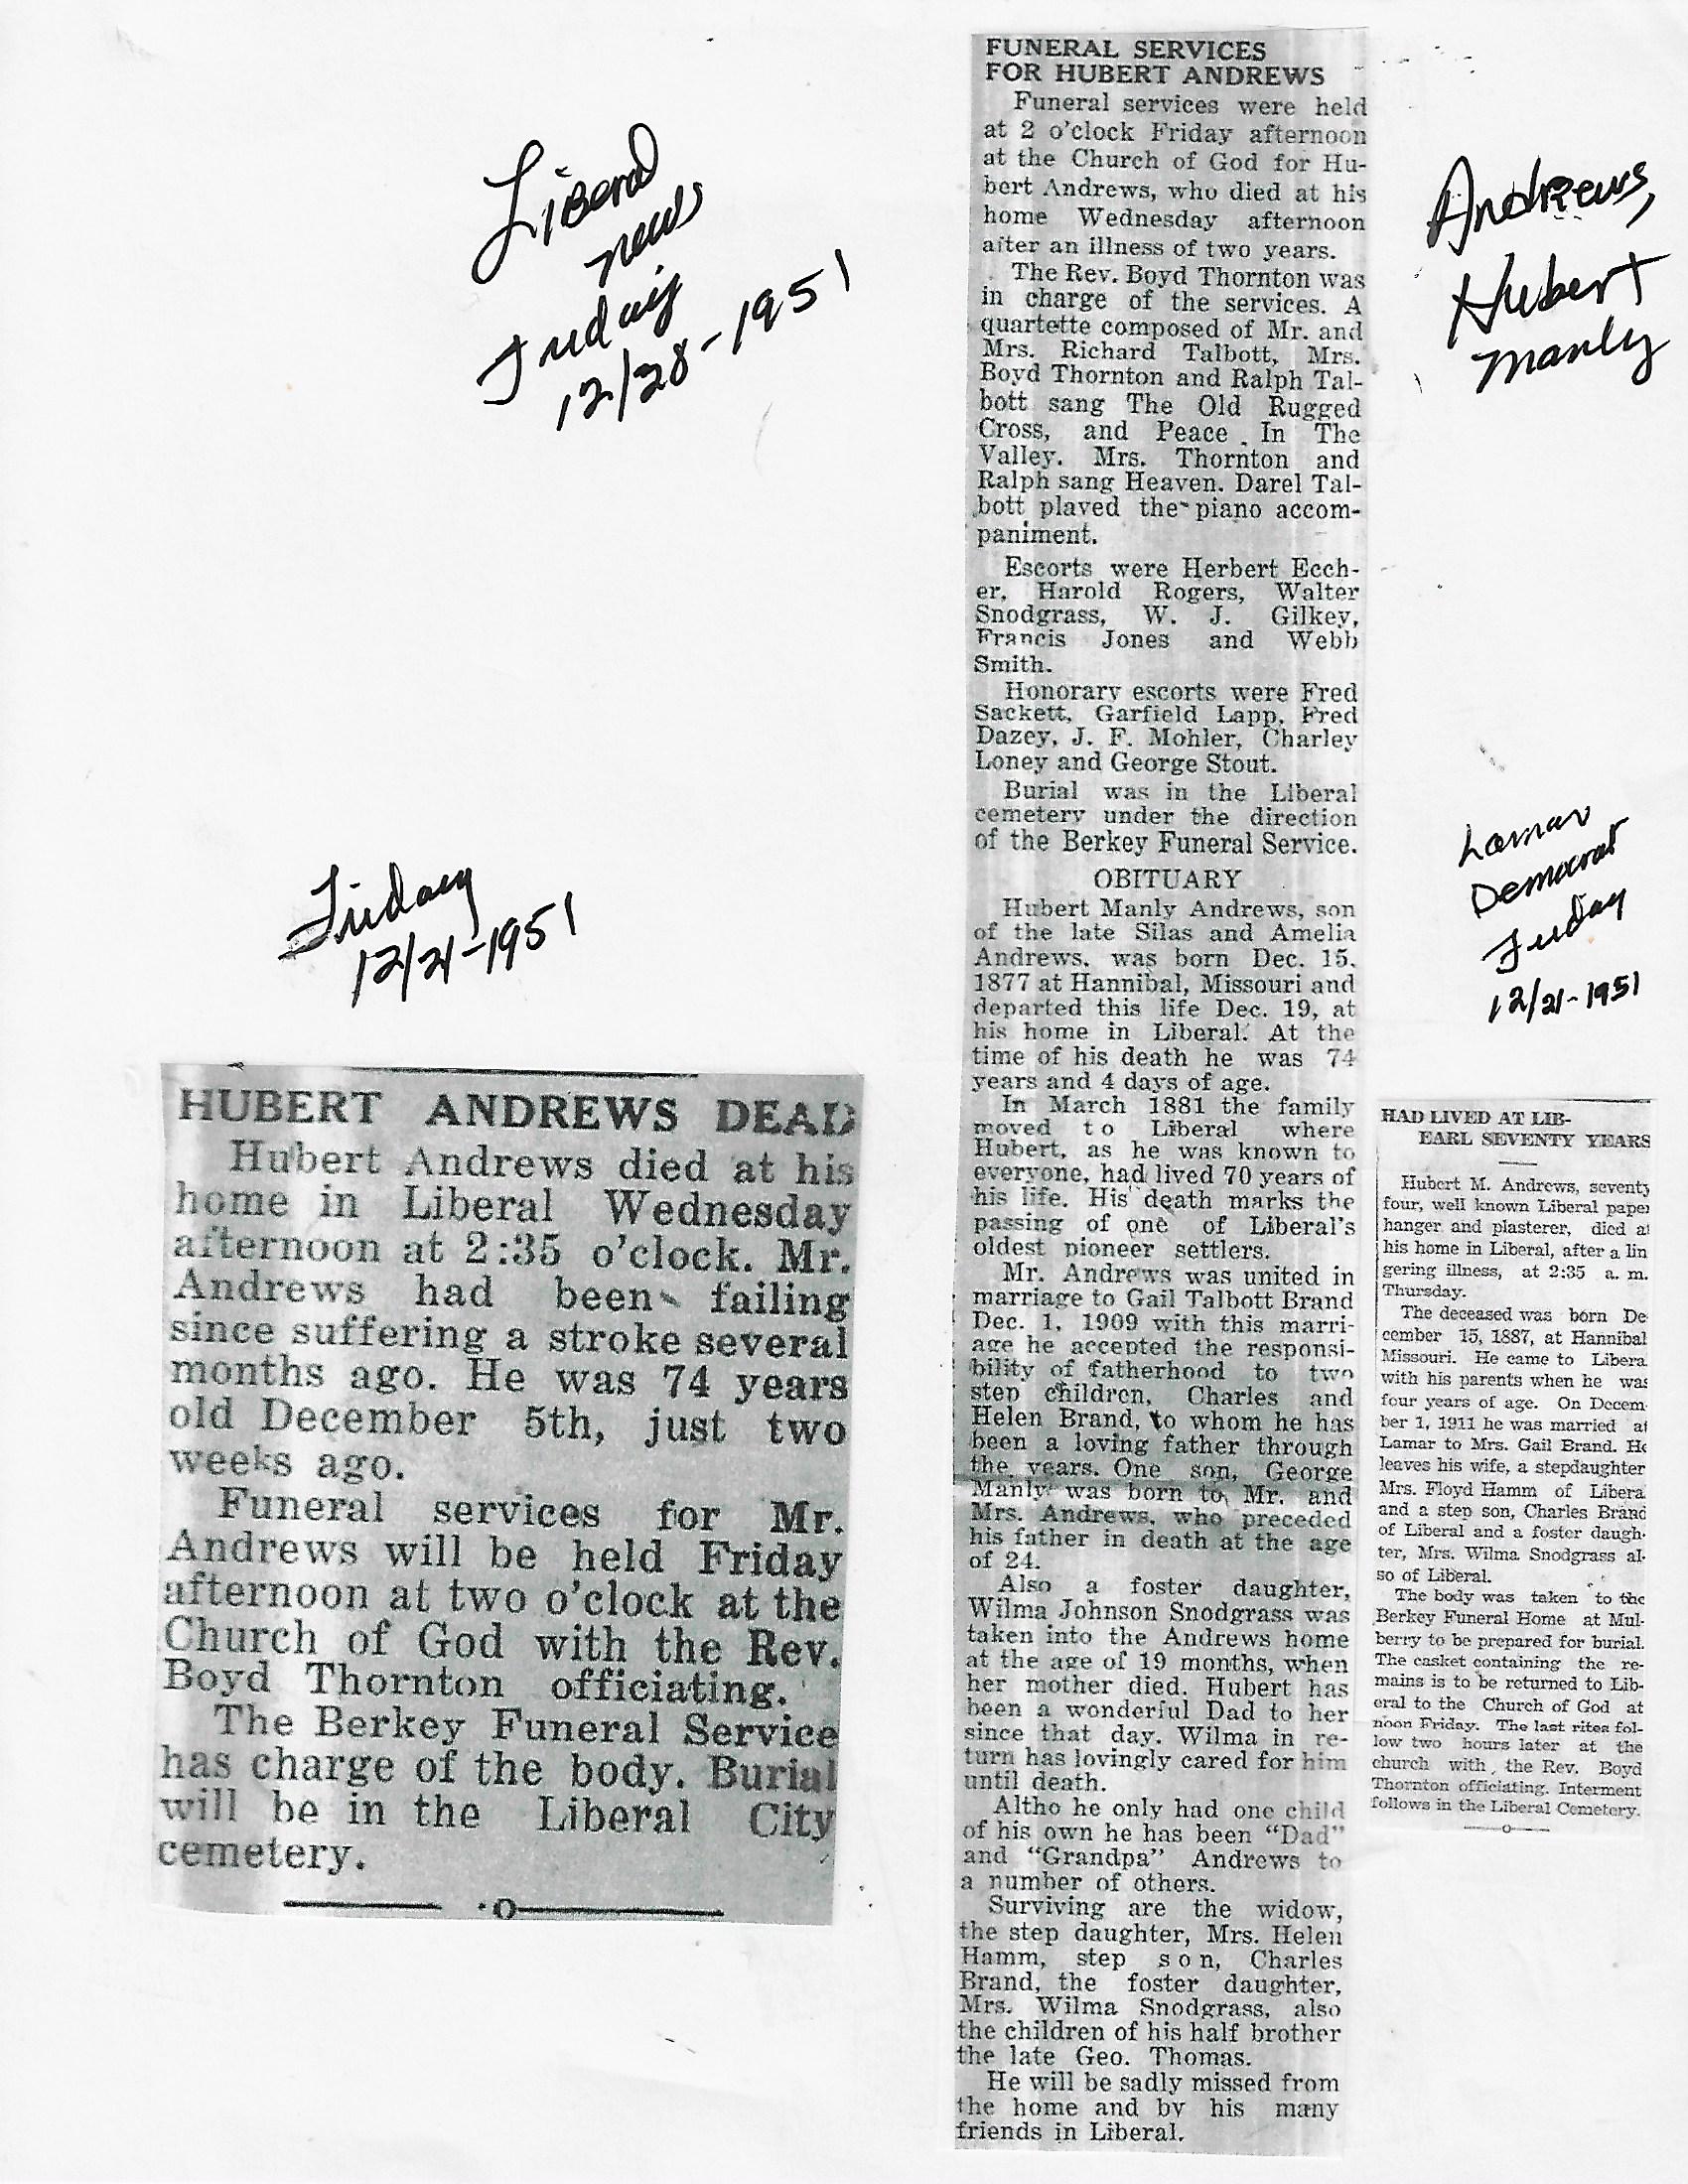 Liberal
news
Friday
12/28-1951
Andrews,
Hubert
Manly
Friday
12/21-1951
Lamar
Democrat
Friday
12/21-1951
HUBERT ANDREWS DEAD
Hubert Andrews died at his
home in Liberal Wednesday
afternoon at 2:35 o'clock. Mr.
Andrews had been failing
since suffering a stroke several
months ago. He was 74 years
old December 5th, just two
weeks ago.
Funeral services for Mr.
Andrews will be held Friday
afternoon at two o'clock at the
Church of God with the Rev.
Boyd Thornton officiating.
The Berkey Funeral Service
has charge of the body. Burial
will be in the Liberal City
cemetery.
FUNERAL SERVICES
FOR HUBERT ANDREWS
Funeral services were held
at 2 o'clock Friday afternoon
at the Church of God for Hu-
bert Andrews, who died at his
home Wednesday afternoon
after an illness of two years.
The Rev. Boyd Thornton was
in charge of the services. A
quartette composed of Mr. and
Mrs. Richard Talbott, Mrs.
Boyd Thornton and Ralph Tal-
bott sang The Old Rugged
Cross, and Peace In The
Valley. Mrs. Thornton and
Ralph sang Heaven. Darel Tal-
bott played the piano accom-
paniment.
Escorts were Herbert Ecch-
er, Harold Rogers, Walter
Snodgrass, W. J. Gilkey,
Francis Jones and Webb
Smith.
Honorary escorts were Fred
Sackett, Garfield Lapp, Fred
Dazey, J. F. Mohler, Charley
Loney and George Stout.
Burial was in the Liberal
cemetery under the direction
of the Berkey Funeral Service.
OBITUARY
Hubert Manly Andrews, son
of the late Silas and Amelia
Andrews, was born Dec. 15,
1877 at Hannibal, Missouri and
departed this life Dec. 19, at
his home in Liberal. At the
time of his death he was 74
years and 4 days of age.
In March 1881 the family
moved to Liberal where
Hubert, as he was known to
everyone, had lived 70 years of
his life. His death marks the
passing of one of Liberal's
oldest pioneer settlers.
Mr. Andrews was united in
marriage to Gail Talbott Brand
Dec. 1, 1909 with this marri-
age he accepted the responsi-
bility of fatherhood to two
step children, Charles and
Helen Brand, to whom he has
been a loving father through
the years. One son, George
Manly was born to Mr. and
Mrs. Andrews, who preceded
his father in death at the age
of 24.
Also a foster daughter,
Wilma Johnson Snodgrass was
taken into the Andrews home
at the age of 19 months, when
her mother died. Hubert has
been a wonderful Dad to her
since that day. Wilma in re-
turn has lovingly cared for him
until death.
Altho he only had one child
of his own he has been "Dad"
and "Grandpa" Andrews to
a number of others.
Surviving are the widow,
the step daughter, Mrs. Helen
Hamm, step son, Charles
Brand, the foster daughter,
Mrs. Wilma Snodgrass, also
the children of his half brother
the late Geo. Thomas.
He will be sadly missed from
the home and by his many
friends in Liberal.
HAD LIVED AT LIB-
EARL SEVENTY YEARS
Hubert M. Andrews, seventy
four, well known Liberal paper
hanger and plasterer, died at
his home in Liberal, after a lin
gering illness, at 2:35 a. m.
Thursday.
The deceased was born De
cember 15, 1887, at Hannibal
Missouri. He came to Libera
with his parents when he was
four years of age. On Decem-
ber 1, 1911 he was married at
Lamar to Mrs. Gail Brand. He
leaves his wife, a stepdaughter
Mrs. Floyd Hamm of Libera
and a step son, Charles Brand
of Liberal and a foster daugh-
ter, Mrs. Wilma Snodgrass al-
so of Liberal.
The body was taken to the
Berkey Funeral Home at Mul-
berry to be prepared for burial.
The casket containing the re-
mains is to be returned to Lib-
eral to the Church of God at
noon Friday. The last rites fol-
low two hours later at the
church with the Rev. Boyd
Thornton officiating. Interment
follows in the Liberal Cemetery.